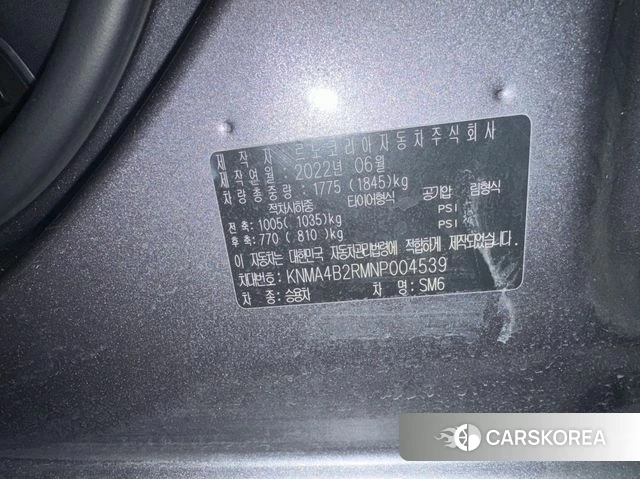 제작자 : 르노코리아자동차주식회사
제작연월 : 2022년 06월
차량총중량 : 1775 (1845)kg
적차시하중 타이어형식 공기압 림형식
전축: 1005( 1035)kg PSI
후축: 770 ( 810 )kg PSI
이 자동차는 대한민국 자동차관리법령에 적합하게 제작되었습니다.
차대번호: KNMA4B2RMNP004539
차 종: 승용차 차 명: SM6
CARSKOREA